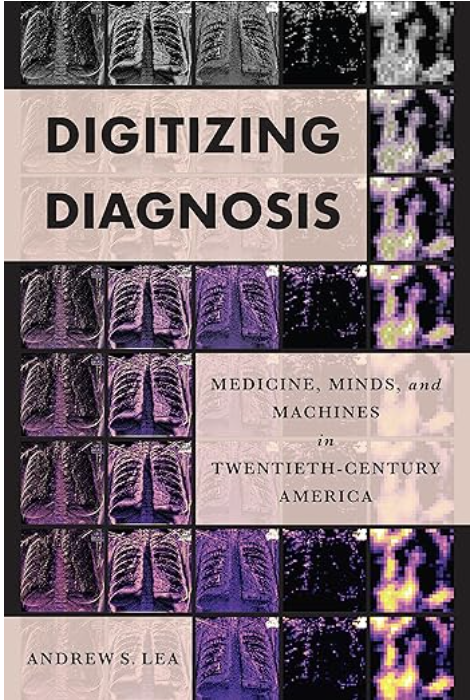 DIGITIZING
DIAGNOSIS
MEDICINE, MINDS, and
MACHINES
in
TWENTIETH-CENTURY
AMERICA
ANDREW S. LEA